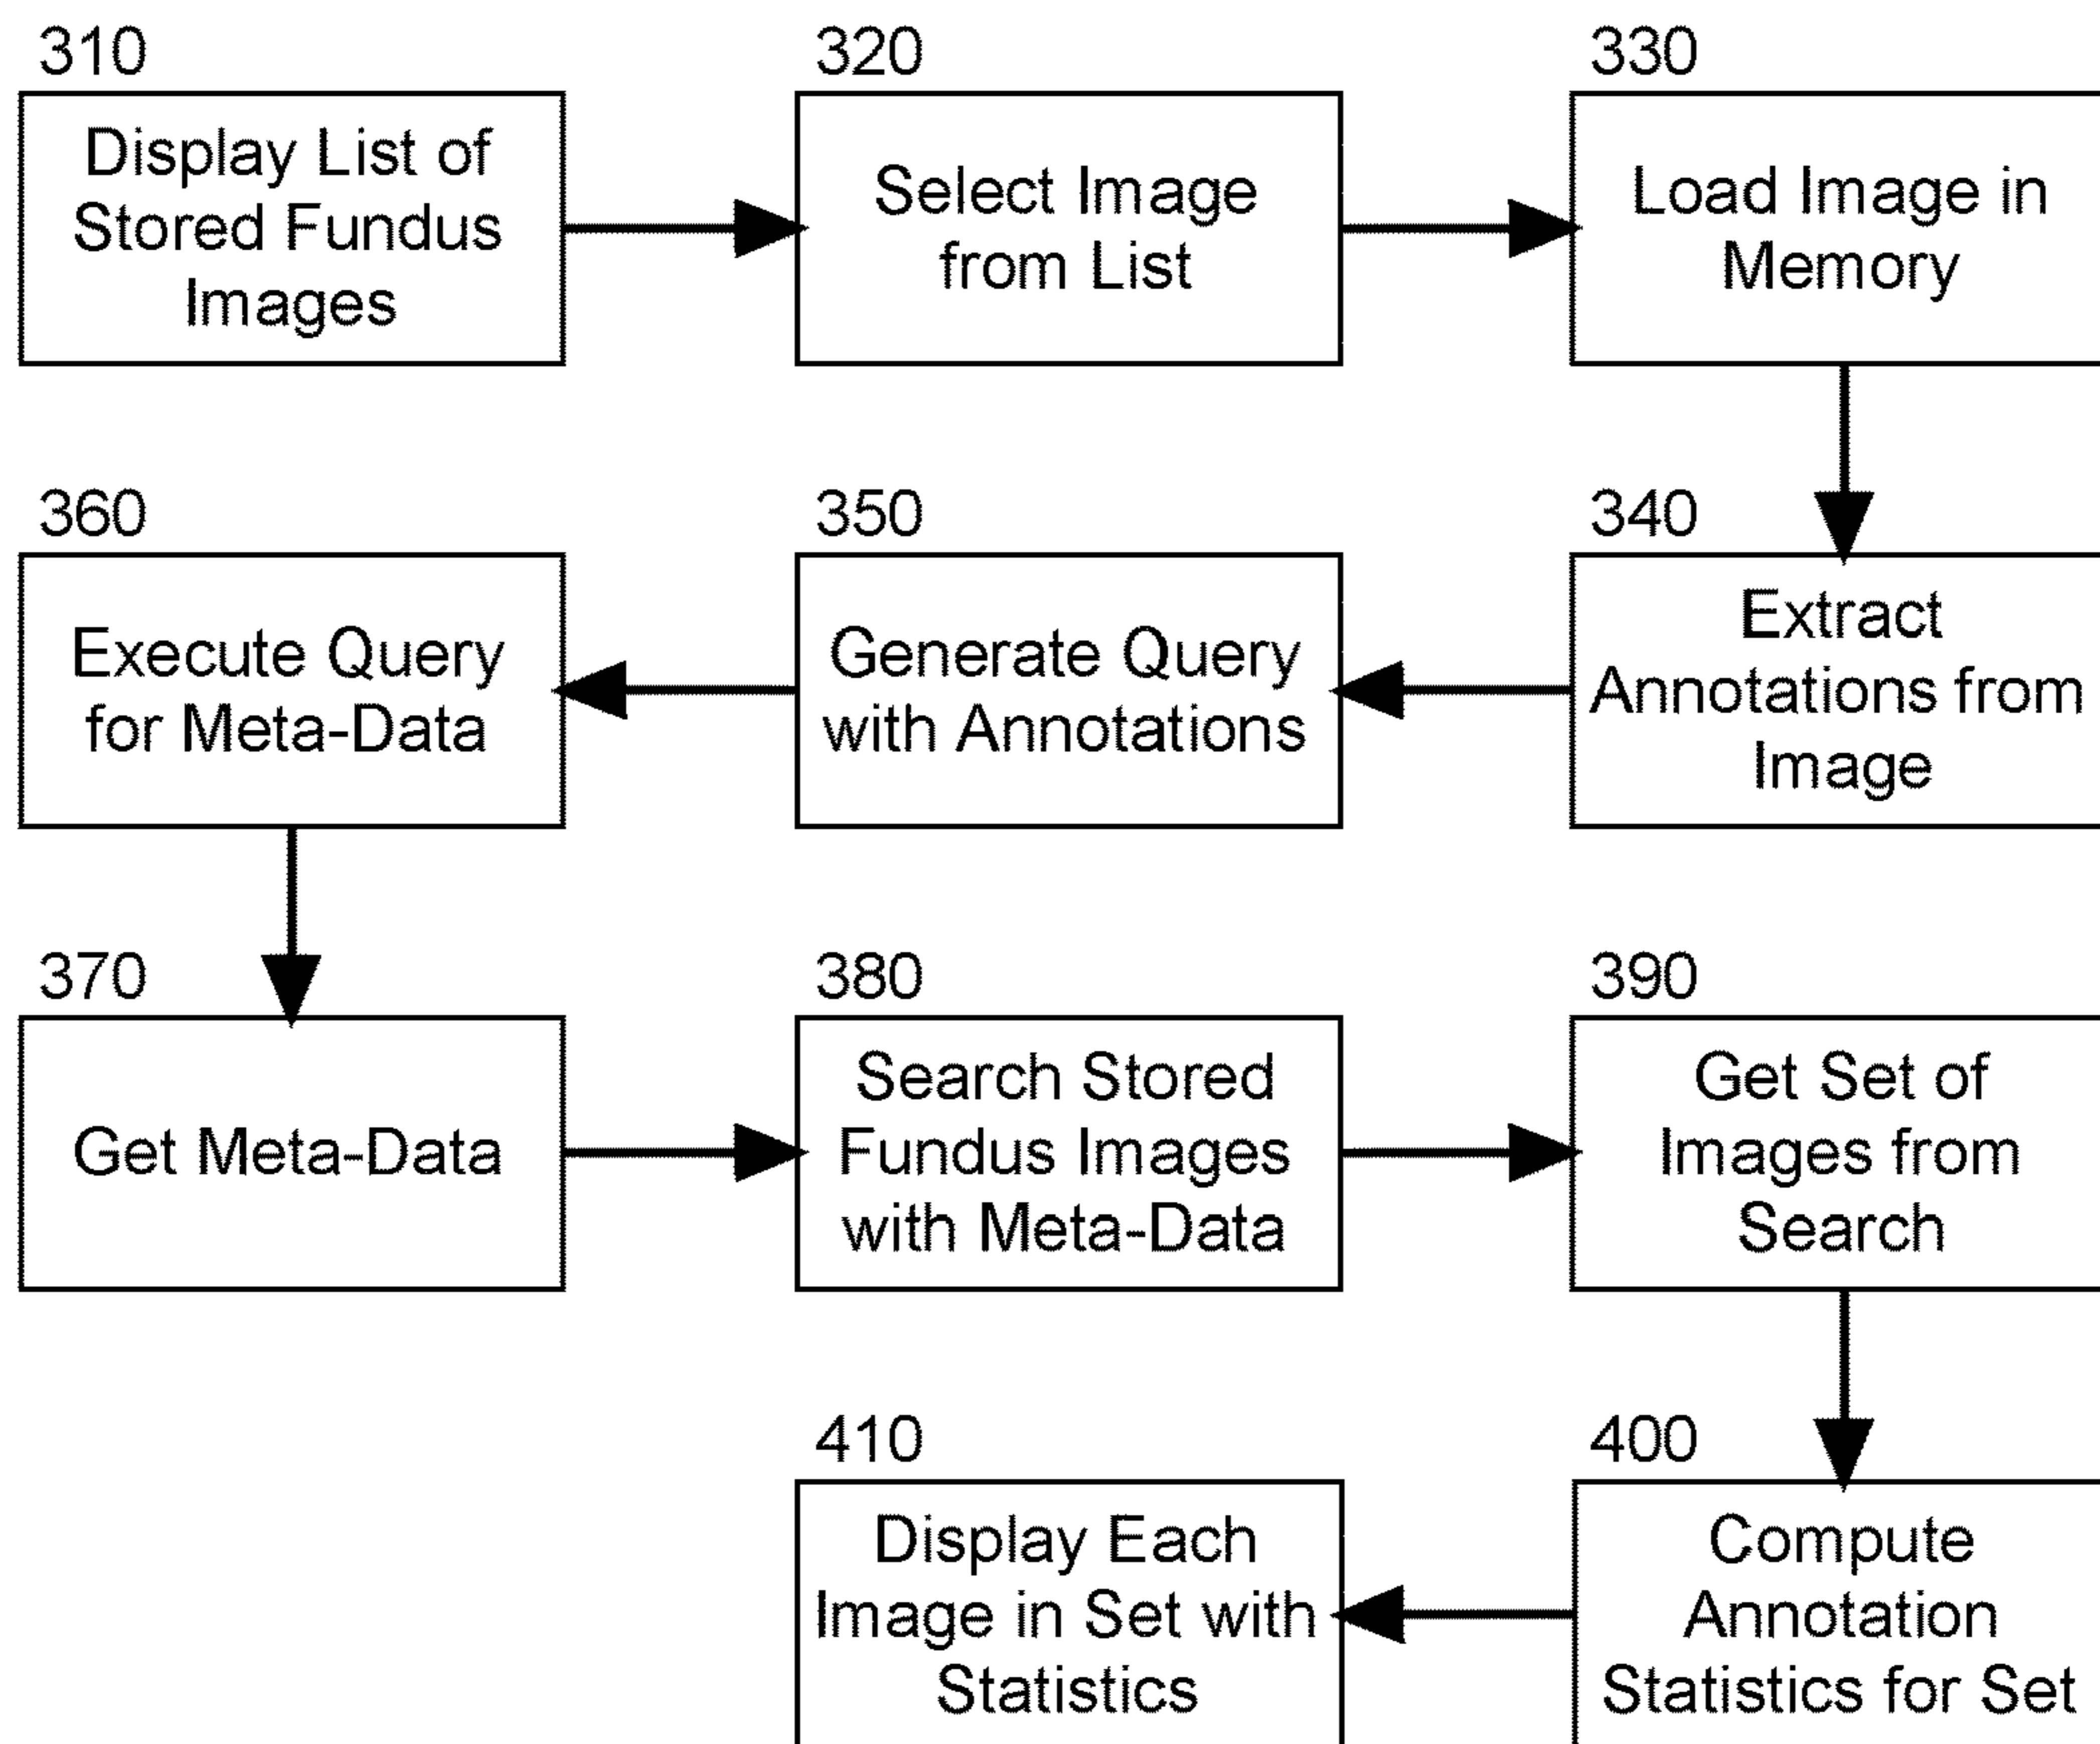 310
Display List of
Stored Fundus
Images
320
Select Image
from List
330
Load Image in
Memory
340
Extract
Annotations from
Image
350
Generate Query
with Annotations
360
Execute Query
for Meta-Data
370
Get Meta-Data
380
Search Stored
Fundus Images
with Meta-Data
390
Get Set of
Images from
Search
400
Compute
Annotation
Statistics for Set
410
Display Each
Image in Set with
Statistics